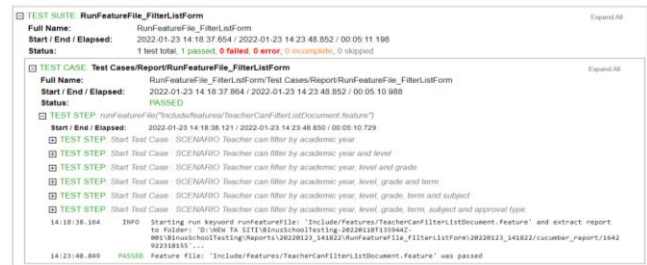 TEST SUITE RunFeatureFile_FilterListForm Expand All
Full Name: RunFeatureFile_FilterListForm
Start / End / Elapsed: 2022-01-23 14:18:37.654 / 2022-01-23 14:23:48.852 / 00:05:11.198
Status: 1 test total, 1 passed, 0 failed, 0 error, 0 incomplete, 0 skipped
TEST CASE Test Cases/Report/RunFeatureFile_FilterListForm Expand All
Full Name: RunFeatureFile_FilterListForm/Test Cases/Report/RunFeatureFile_FilterListForm
Start / End / Elapsed: 2022-01-23 14:18:37.864 / 2022-01-23 14:23:48.852 / 00:05:10.988
Status: PASSED
TEST STEP runFeatureFile("Include/features/TeacherCanFilterListDocument.feature")
Start / End / Elapsed: 2022-01-23 14:18:38.121 / 2022-01-23 14:23:48.850 / 00:05:10.729
TEST STEP Start Test Case : SCENARIO Teacher can filter by academic year
TEST STEP Start Test Case : SCENARIO Teacher can filter by academic year and level
TEST STEP Start Test Case : SCENARIO Teacher can filter by academic year, level and grade
TEST STEP Start Test Case : SCENARIO Teacher can filter by academic year, level, grade and term
TEST STEP Start Test Case : SCENARIO Teacher can filter by academic year, level, grade, term and subject
TEST STEP Start Test Case : SCENARIO Teacher can filter by academic year, level, grade, term, subject and approval type
14:18:38.164 INFO Starting run keyword runFeatureFile: 'Include/features/TeacherCanFilterListDocument.feature' and extract report
to folder: 'D:\NEW TA SITI\BinusSchoolTesting-20220110T135944Z-
001\BinusSchoolTesting\Reports\20220123_141822\RunFeatureFile_FilterListForm\20220123_141822/cucumber_report/1642
922318155'...
14:23:48.849 PASSED Feature file: 'Include/features/TeacherCanFilterListDocument.feature' was passed